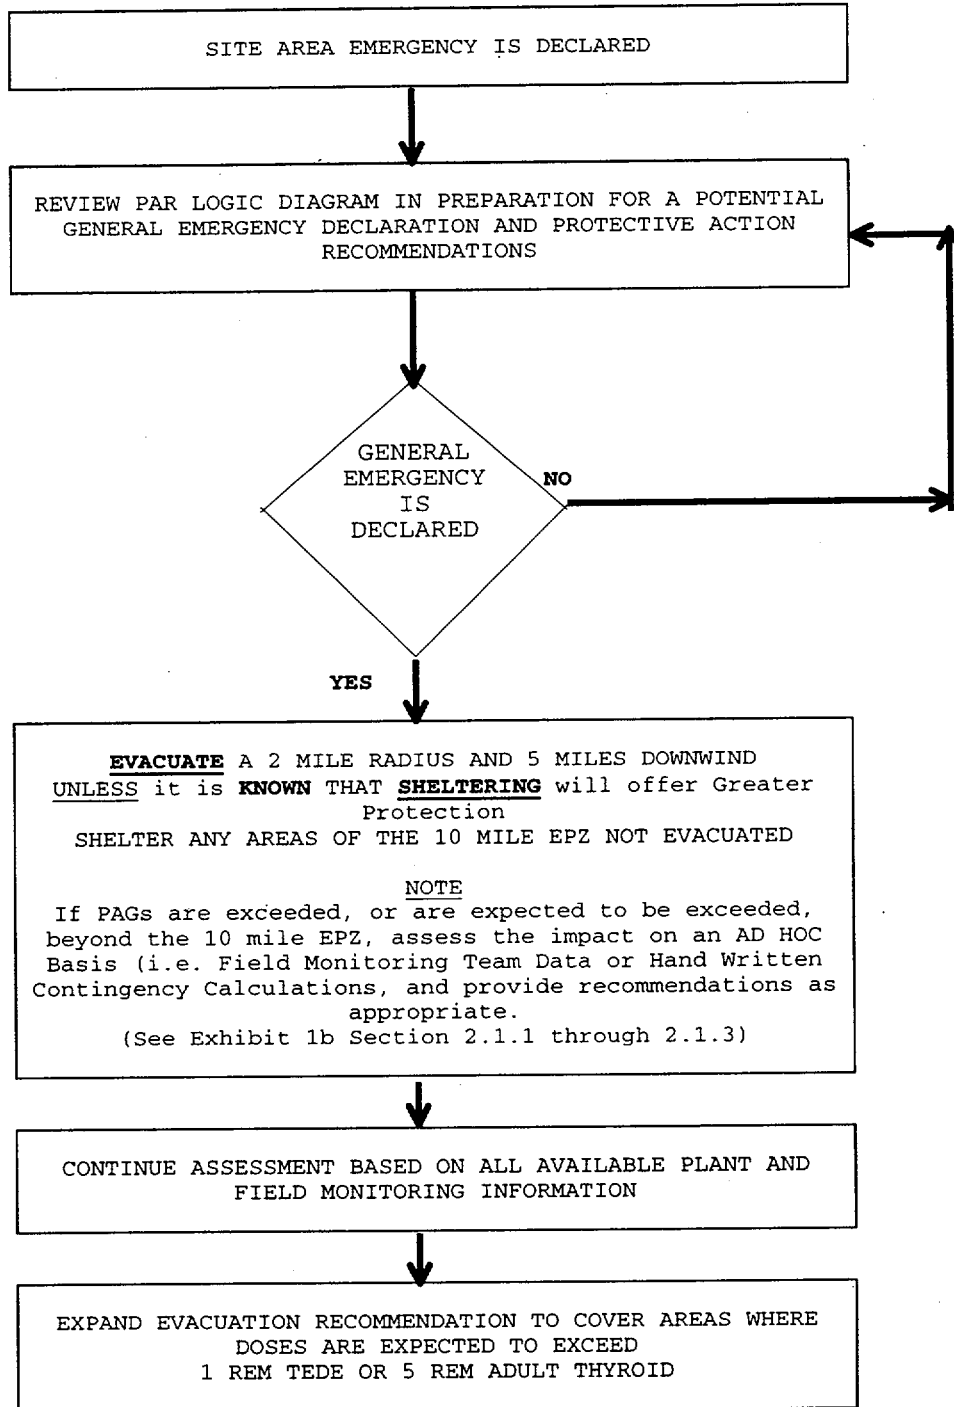 SITE AREA EMERGENCY IS DECLARED
REVIEW PAR LOGIC DIAGRAM IN PREPARATION FOR A POTENTIAL
GENERAL EMERGENCY DECLARATION AND PROTECTIVE ACTION
RECOMMENDATIONS
GENERAL
EMERGENCY
IS
DECLARED
NO
YES
EVACUATE A 2 MILE RADIUS AND 5 MILES DOWNWIND
UNLESS it is KNOWN THAT SHELTERING will offer Greater
Protection
SHELTER ANY AREAS OF THE 10 MILE EPZ NOT EVACUATED
NOTE
If PAGs are exceeded, or are expected to be exceeded,
beyond the 10 mile EPZ, assess the impact on an AD HOC
Basis (i.e. Field Monitoring Team Data or Hand Written
Contingency Calculations, and provide recommendations as
appropriate.
(See Exhibit 1b Section 2.1.1 through 2.1.3)
CONTINUE ASSESSMENT BASED ON ALL AVAILABLE PLANT AND
FIELD MONITORING INFORMATION
EXPAND EVACUATION RECOMMENDATION TO COVER AREAS WHERE
DOSES ARE EXPECTED TO EXCEED
1 REM TEDE OR 5 REM ADULT THYROID